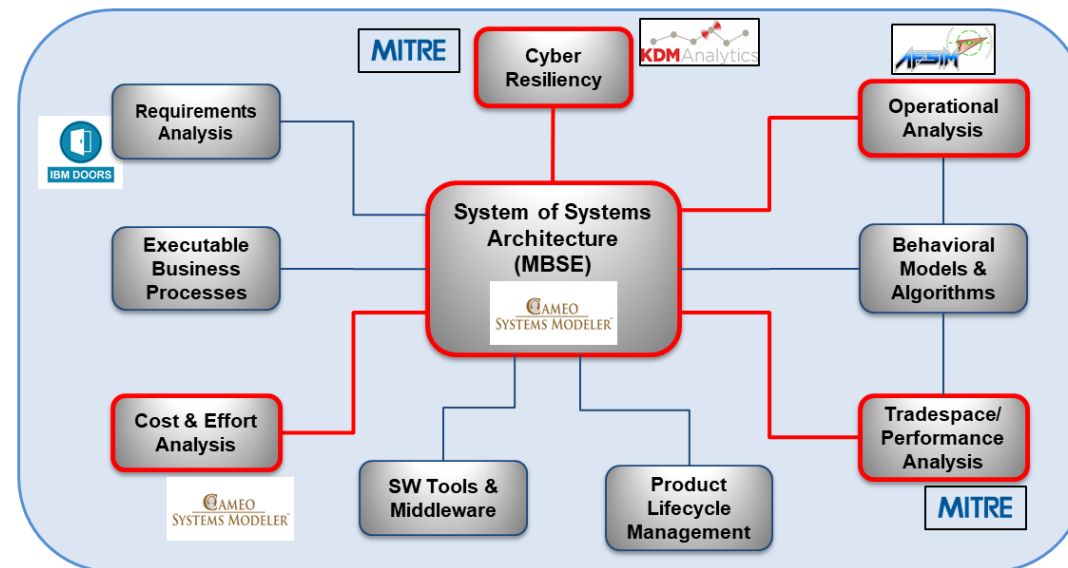 MITRE
Cyber
Resiliency
KDMAnalytics
AFSIM
Requirements
Analysis
IBM DOORS
Operational
Analysis
System of Systems
Architecture
(MBSE)
CAMEO
SYSTEMS MODELER™
Executable
Business
Processes
Behavioral
Models &
Algorithms
Cost & Effort
Analysis
CAMEO
SYSTEMS MODELER™
SW Tools &
Middleware
Product
Lifecycle
Management
Tradespace/
Performance
Analysis
MITRE